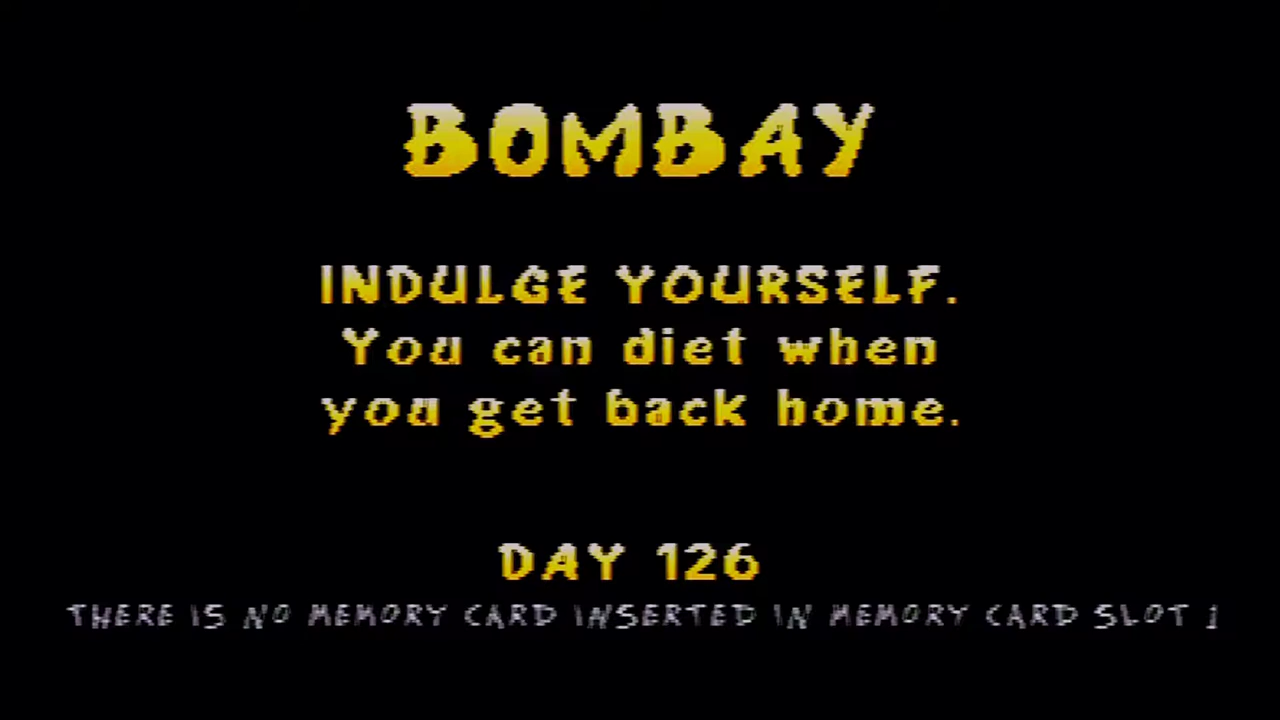 BOMBAY
INDULGE YOURSELF.
You can diet when
you get back home.
DAY 126
THERE IS NO MEMORY CARD INSERTED IN MEMORY CARD SLOT 1